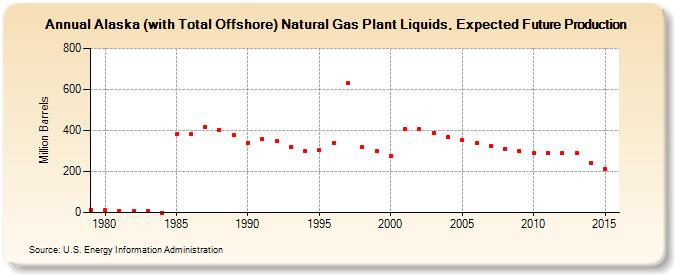 Annual Alaska (with Total Offshore) Natural Gas Plant Liquids, Expected Future Production
Million Barrels
800
600
400
200
0
1980 1985 1990 1995 2000 2005 2010 2015
Source: U.S. Energy Information Administration